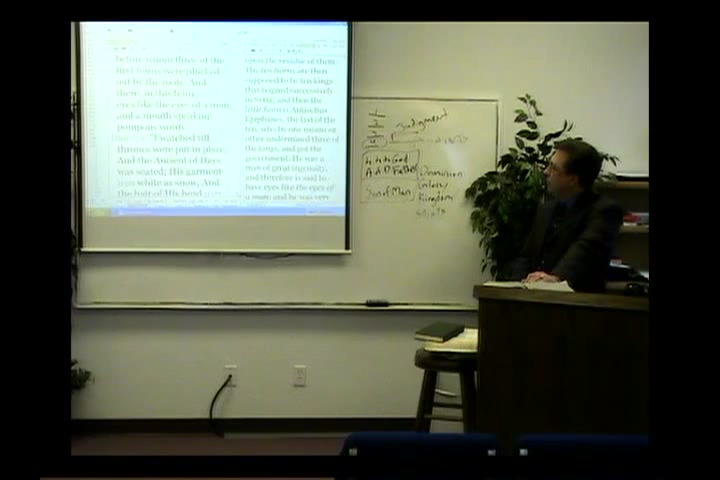 before whom three of the
first horns were plucked
out by the roots. And
there, in this horn,
eyes like the eyes of a man,
and a mouth speaking
pompous words.
"I watched till
thrones were put in place,
And the Ancient of Days
was seated; His garment
was white as snow, And
the hair of His head
upon the residue of them.
The ten horns are then
supposed to be ten kings
that reigned successively
in Syria; and then the
little horn is Antiochus
Epiphanes, the last of the
ten, who by one means or
other undermined three of
the kings, and got the
government. He was a
man of great ingenuity,
and therefore is said to
have eyes like the eyes of
a man; and he was very
Judgment
God
A.o.D Father
Son of Man
Dominion
Glory
Kingdom